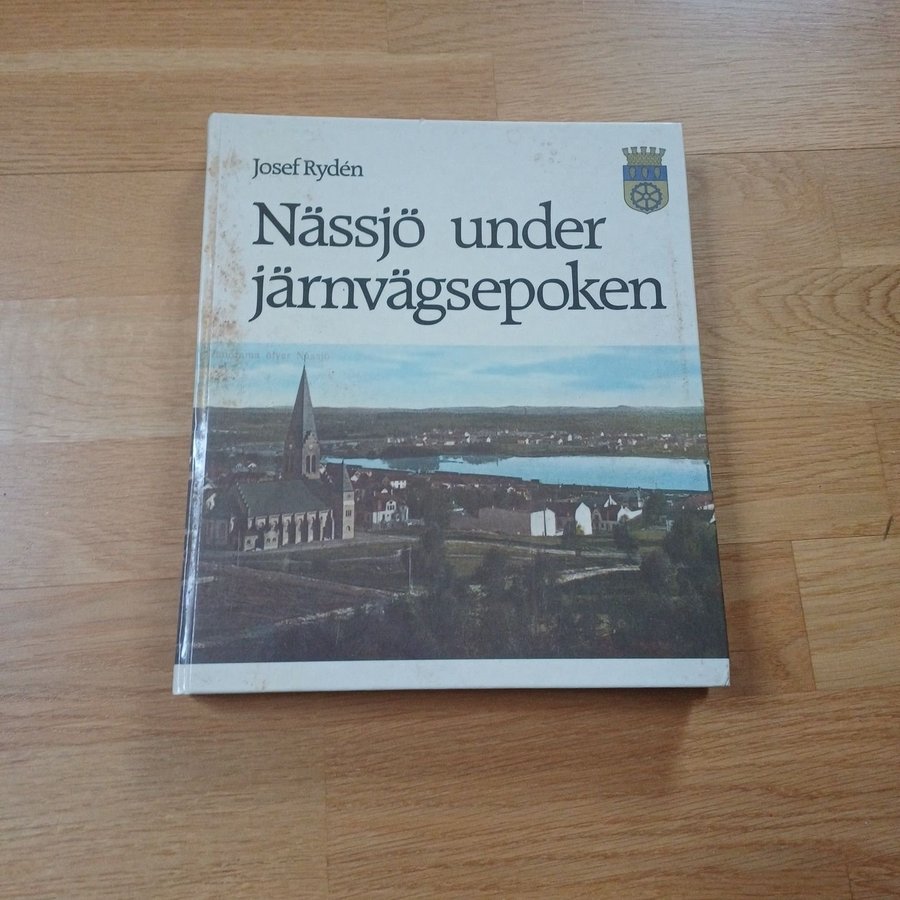 Josef Rydén
Nässjö under
järnvägsepoken
Panorama öfver Nässjö